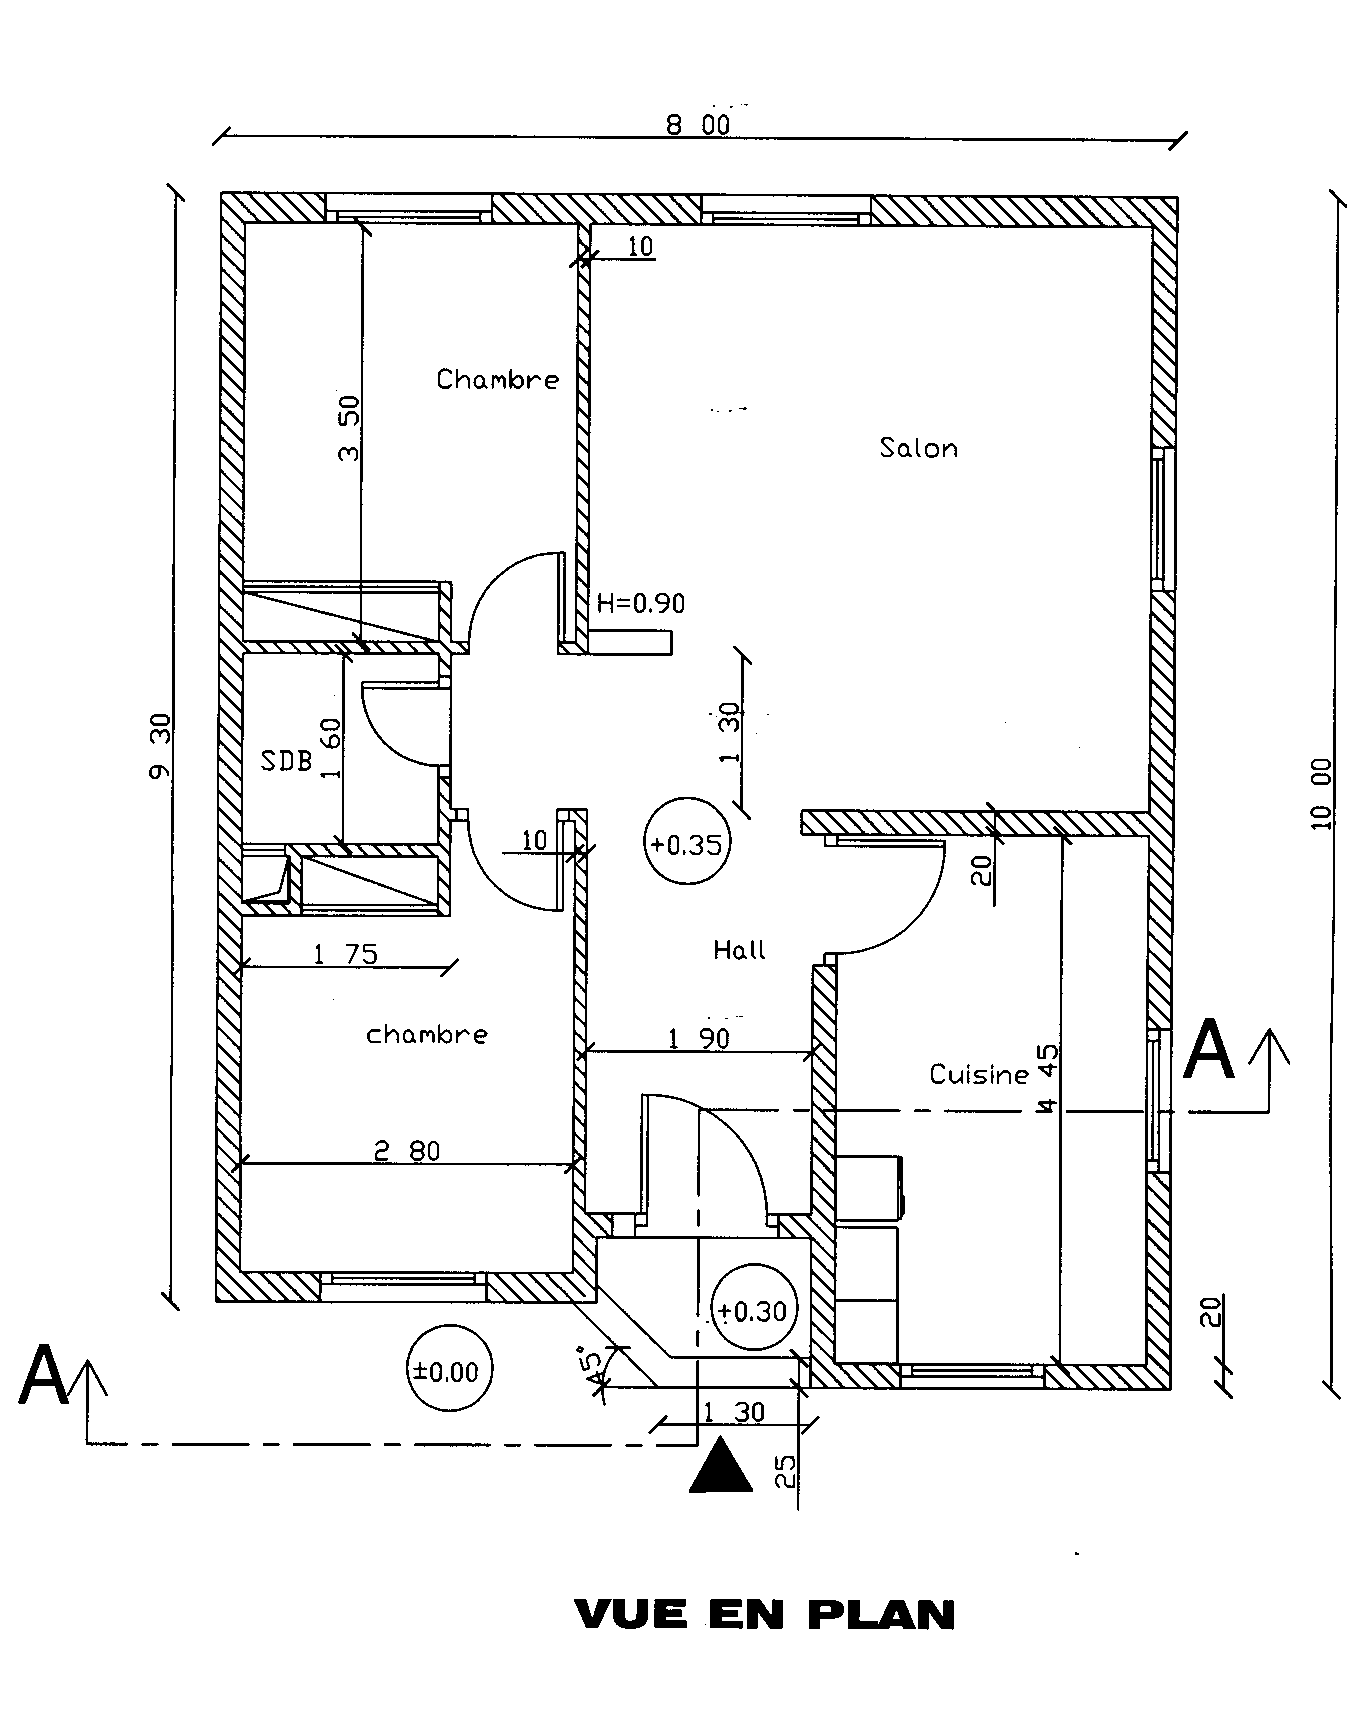 8 00
10
Chambre
3 50
Salon
H=0.90
9 30
SDB
1 60
1 30
10 00
10
+0.35
20
1 75
Hall
chambre
1 90
A
Cuisine
4 45
2 80
+0.30
20
A
±0.00
45°
1 30
25
VUE EN PLAN